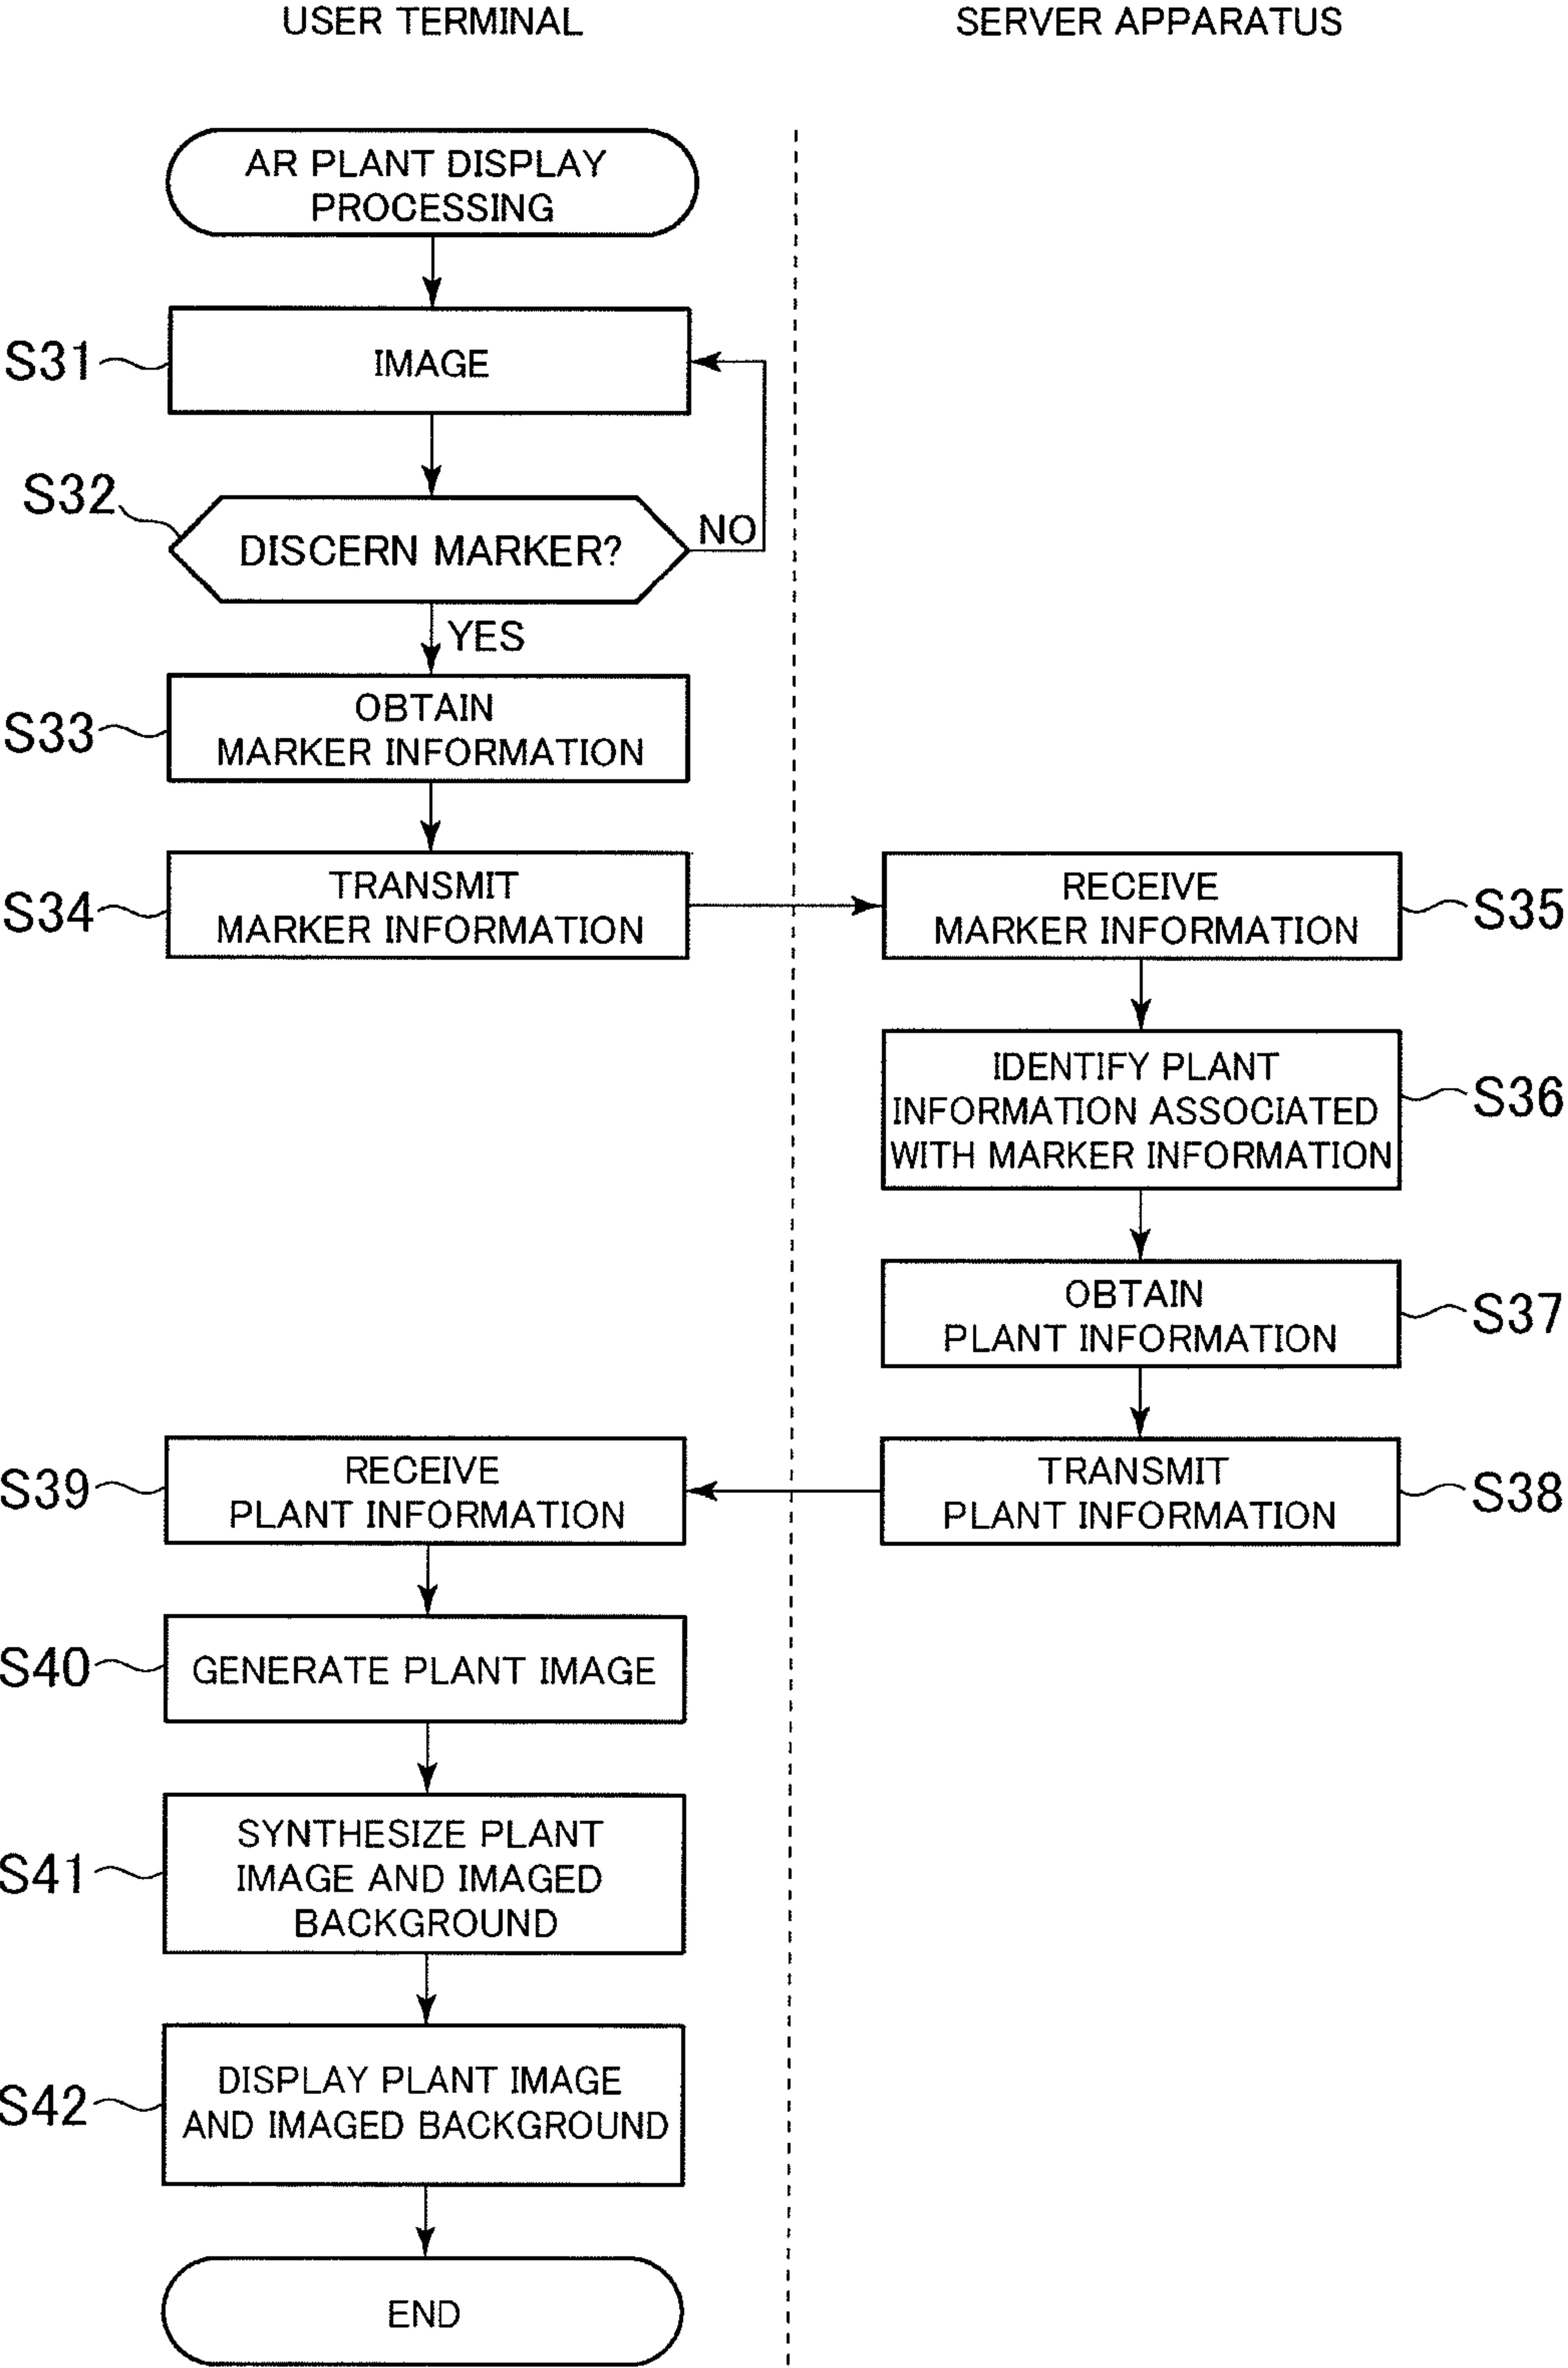 USER TERMINAL
SERVER APPARATUS
AR PLANT DISPLAY
PROCESSING
S31
IMAGE
S32
DISCERN MARKER?
NO
YES
S33
OBTAIN
MARKER INFORMATION
S34
TRANSMIT
MARKER INFORMATION
RECEIVE
MARKER INFORMATION
S35
IDENTIFY PLANT
INFORMATION ASSOCIATED
WITH MARKER INFORMATION
S36
OBTAIN
PLANT INFORMATION
S37
TRANSMIT
PLANT INFORMATION
S38
S39
RECEIVE
PLANT INFORMATION
S40
GENERATE PLANT IMAGE
S41
SYNTHESIZE PLANT
IMAGE AND IMAGED
BACKGROUND
S42
DISPLAY PLANT IMAGE
AND IMAGED BACKGROUND
END